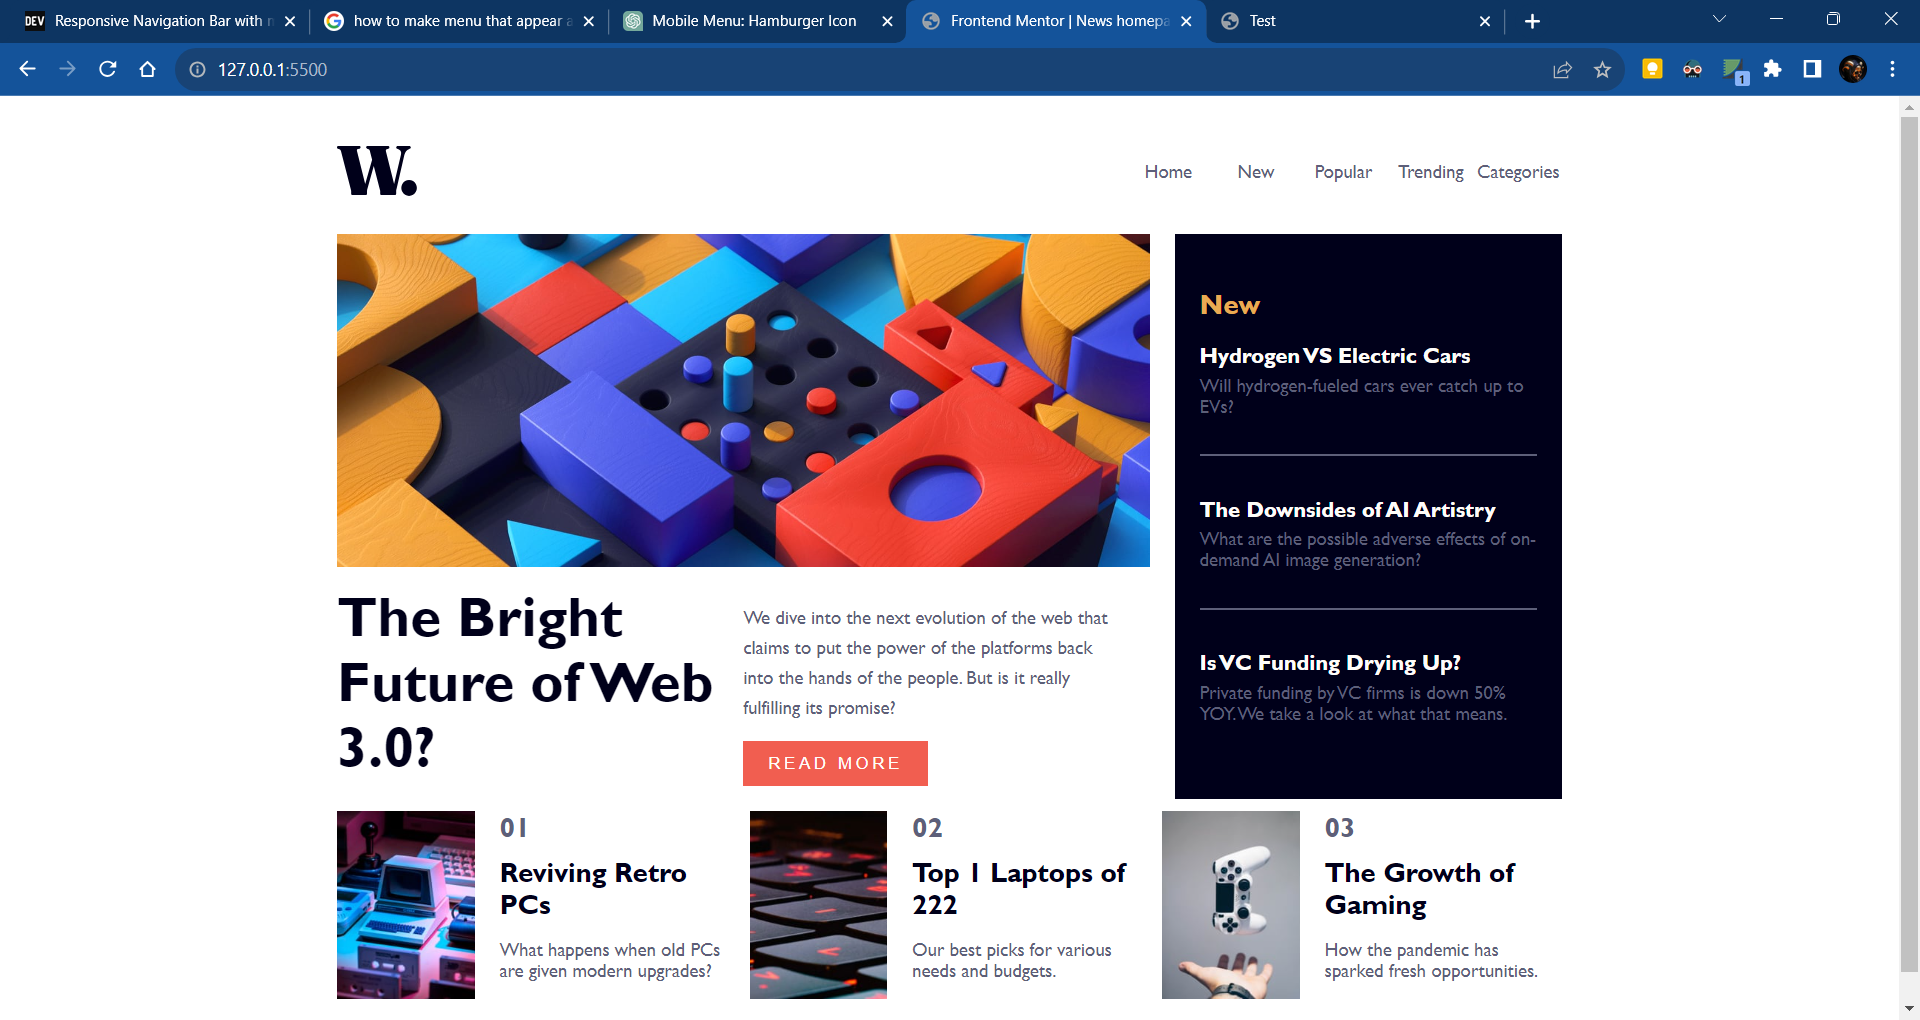 DEV Responsive Navigation Bar with
how to make menu that appear
Mobile Menu: Hamburger Icon
Frontend Mentor | News homepa
Test
127.0.0.1:5500
1
W.
Home New Popular Trending Categories
New
Hydrogen VS Electric Cars
Will hydrogen-fueled cars ever catch up to
EVs?
The Downsides of AI Artistry
What are the possible adverse effects of on-
demand AI image generation?
Is VC Funding Drying Up?
Private funding by VC firms is down 50%
YOY. We take a look at what that means.
The Bright
Future of Web
3.0?
We dive into the next evolution of the web that
claims to put the power of the platforms back
into the hands of the people. But is it really
fulfilling its promise?
READ MORE
01
Reviving Retro
PCs
What happens when old PCs
are given modern upgrades?
02
Top 1 Laptops of
222
Our best picks for various
needs and budgets.
03
The Growth of
Gaming
How the pandemic has
sparked fresh opportunities.